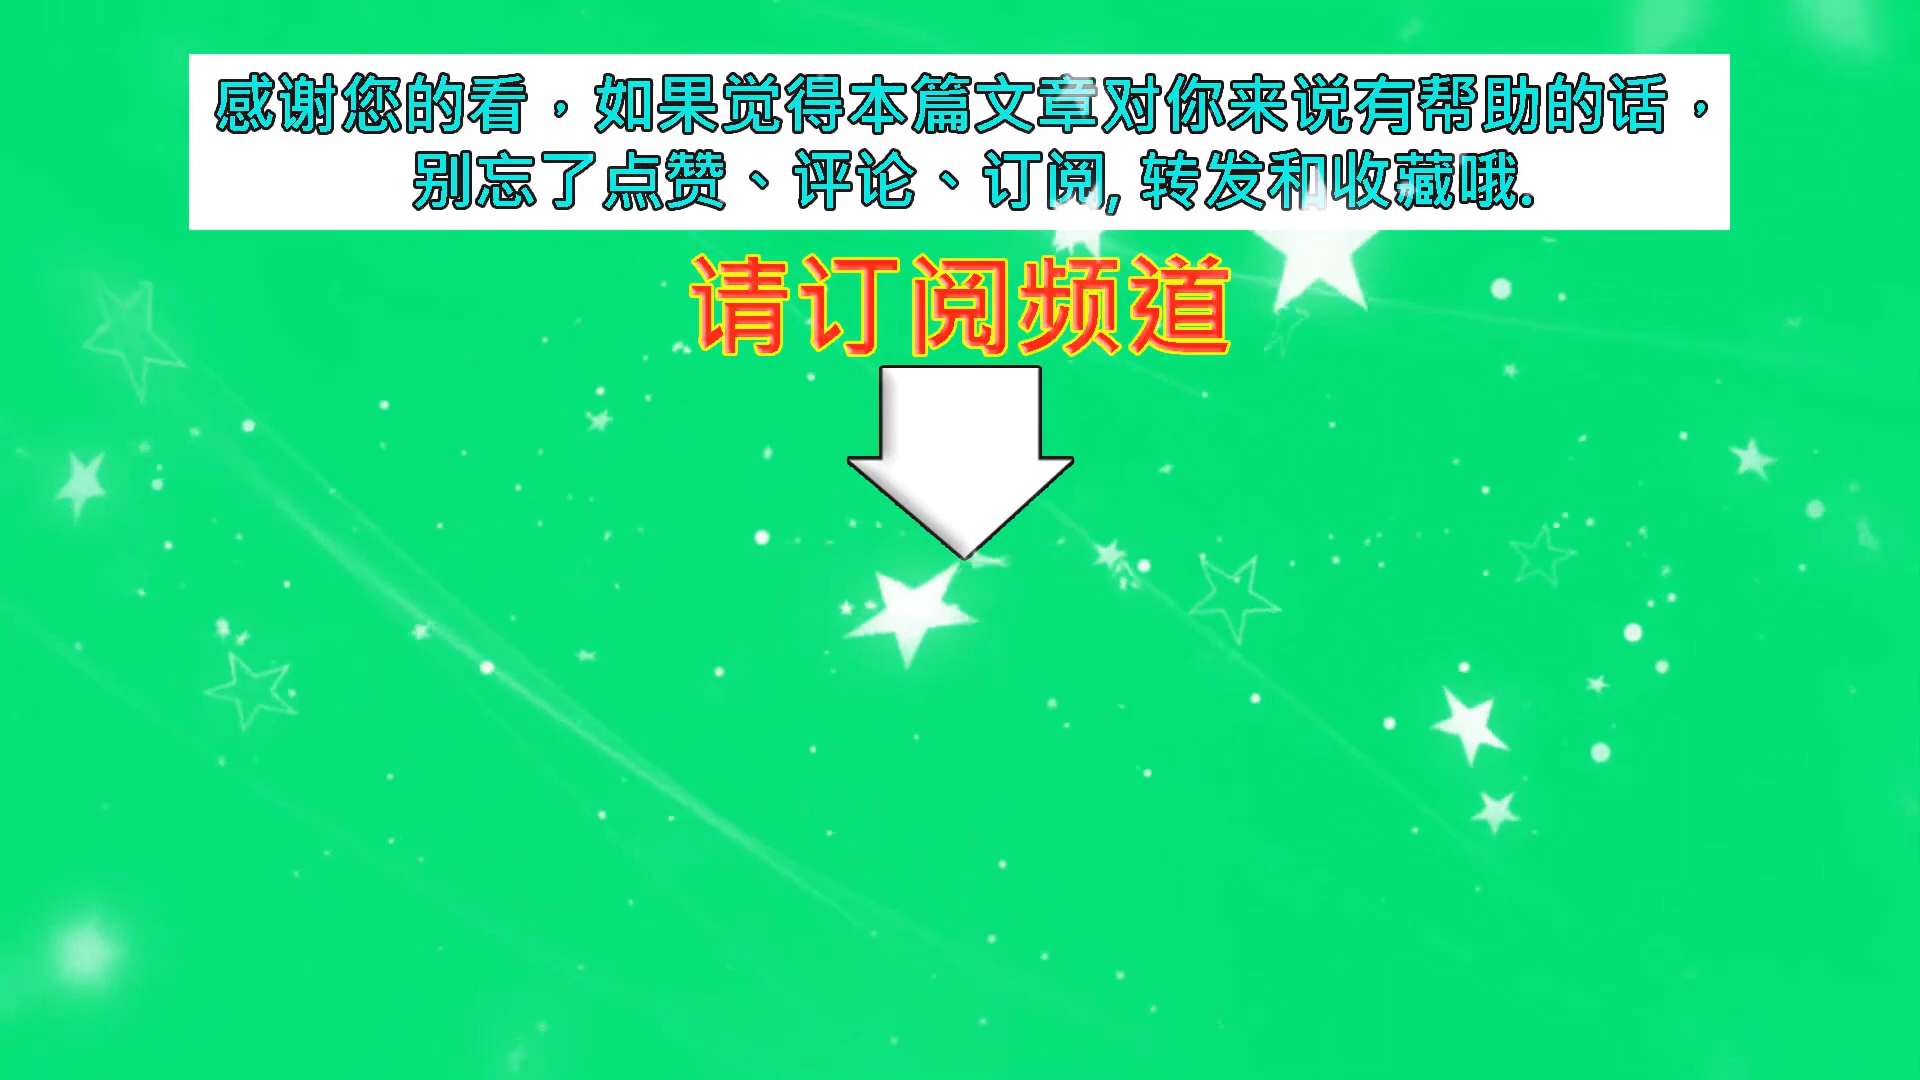 感谢您的看，如果觉得本篇文章对你来说有帮助的话，
别忘了点赞、评论、订阅, 转发和收藏哦.
请订阅频道